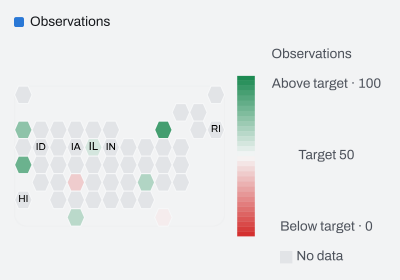 Observations
Observations
Above target · 100
RI
ID IA IL IN
Target 50
HI
Below target · 0
No data